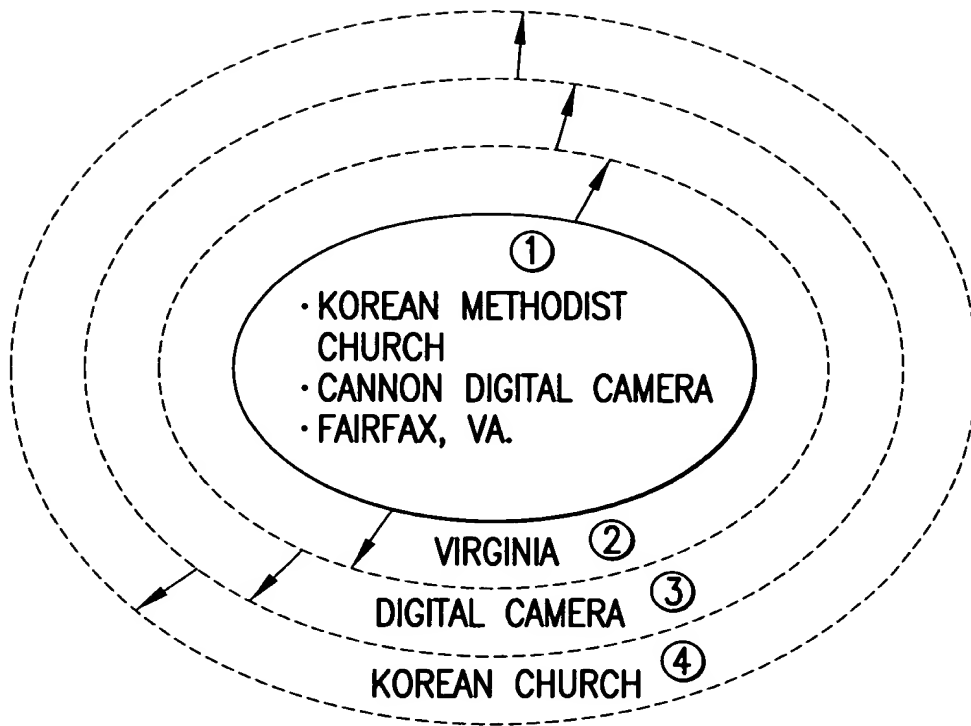 ①
· KOREAN METHODIST
CHURCH
· CANNON DIGITAL CAMERA
· FAIRFAX, VA.
VIRGINIA ②
DIGITAL CAMERA ③
KOREAN CHURCH ④